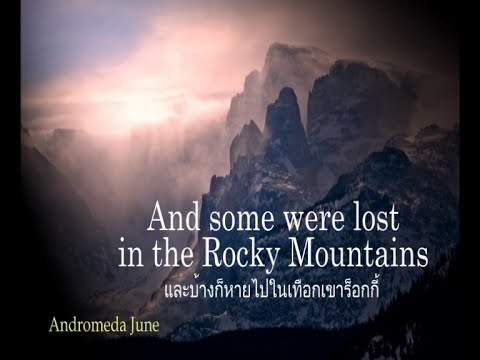 And some were lost
in the Rocky Mountains
และบ้างก็หายไปในเทือกเขาร็อกกี้
Andromeda June